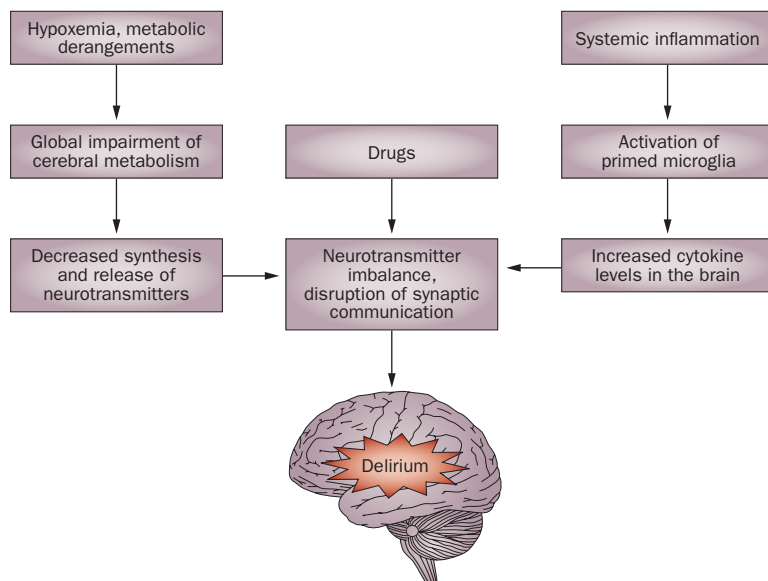 Hypoxemia, metabolic
derangements
Systemic inflammation
Global impairment of
cerebral metabolism
Drugs
Activation of
primed microglia
Decreased synthesis
and release of
neurotransmitters
Neurotransmitter
imbalance,
disruption of synaptic
communication
Increased cytokine
levels in the brain
Delirium